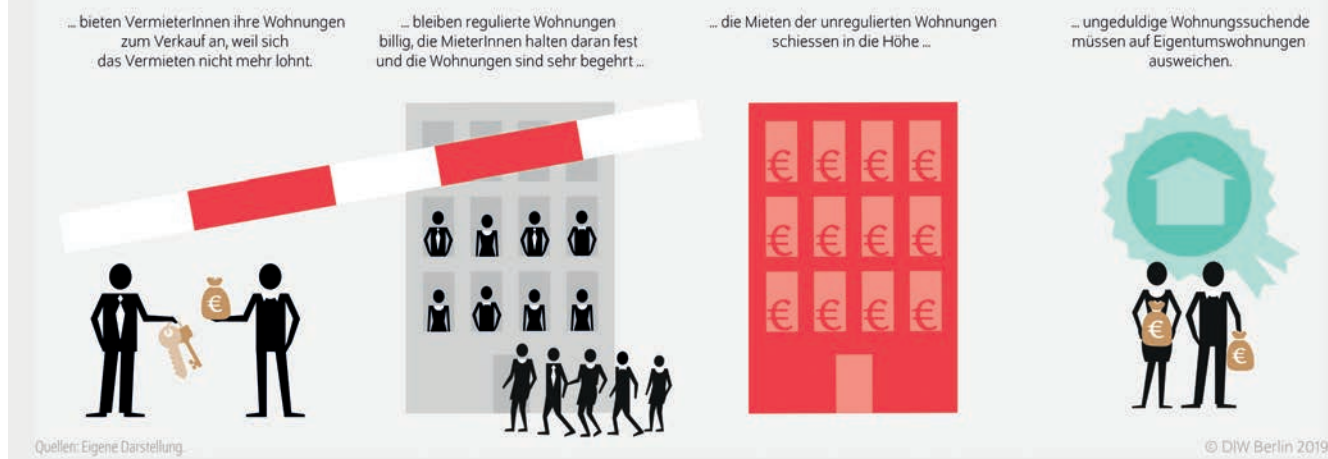 ... bieten VermieterInnen ihre Wohnungen
zum Verkauf an, weil sich
das Vermieten nicht mehr lohnt.
... bleiben regulierte Wohnungen
billig, die MieterInnen halten daran fest
und die Wohnungen sind sehr begehrt ...
... die Mieten der unregulierten Wohnungen
schiessen in die Höhe ...
... ungeduldige Wohnungssuchende
müssen auf Eigentumswohnungen
ausweichen.
€ € € €
€ € € €
€ € € €
€
€
€
Quellen: Eigene Darstellung.
© DIW Berlin 2019